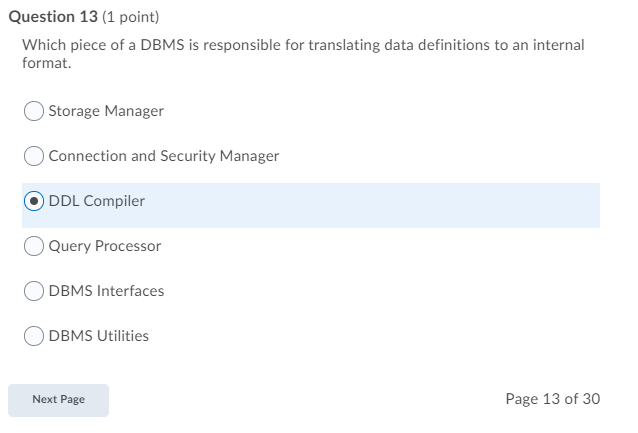 Question 13 (1 point)
Which piece of a DBMS is responsible for translating data definitions to an internal
format.
Storage Manager
Connection and Security Manager
DDL Compiler
Query Processor
DBMS Interfaces
DBMS Utilities
Next Page
Page 13 of 30